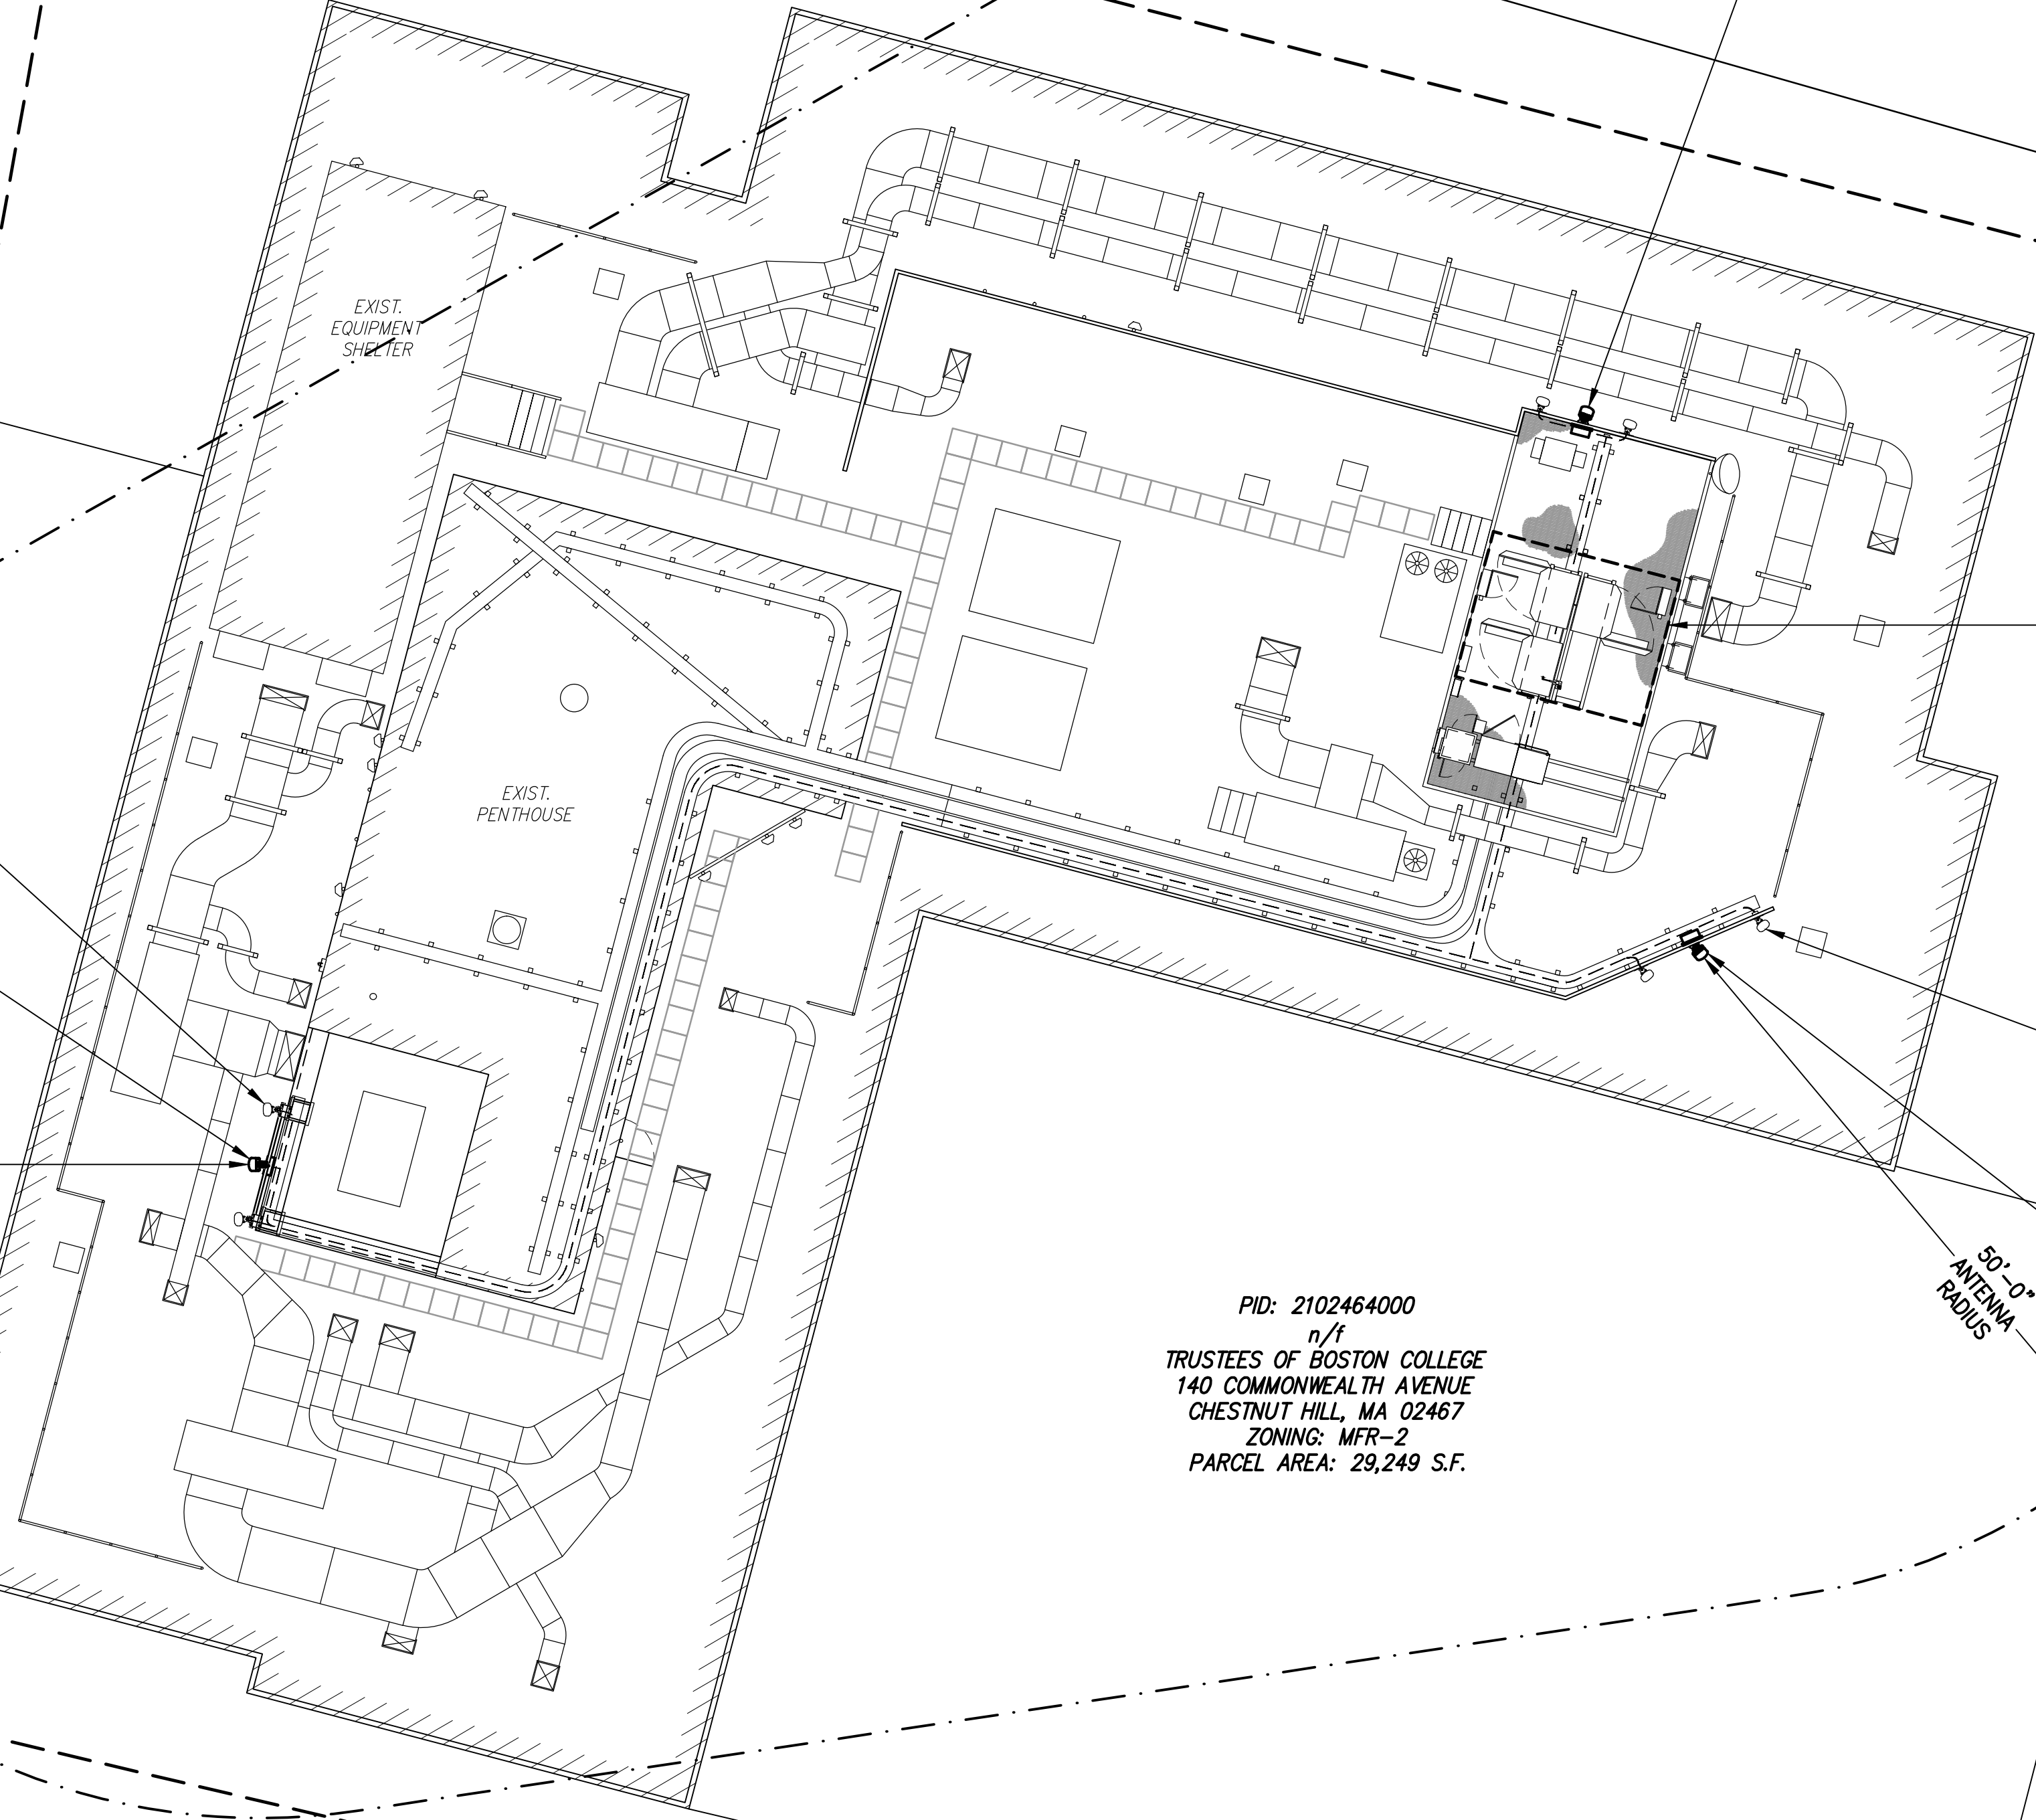 EXIST.
EQUIPMENT
SHELTER
EXIST.
PENTHOUSE
50'-0"
ANTENNA
RADIUS
PID: 2102464000
n/f
TRUSTEES OF BOSTON COLLEGE
140 COMMONWEALTH AVENUE
CHESTNUT HILL, MA 02467
ZONING: MFR-2
PARCEL AREA: 29,249 S.F.